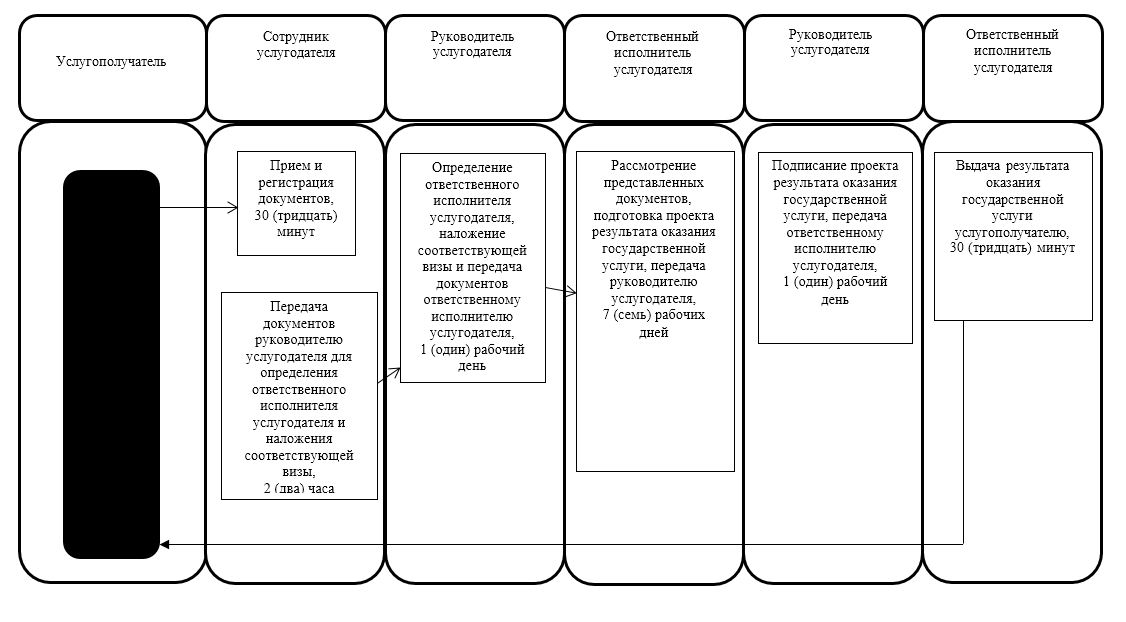 Услугополучатель
Сотрудник
услугодателя
Руководитель
услугодателя
Ответственный
исполнитель
услугодателя
Руководитель
услугодателя
Ответственный
исполнитель
услугодателя
Прием и
регистрация
документов,
30 (тридцать)
минут
Передача
документов
руководителю
услугодателя для
определения
ответственного
исполнителя
услугодателя и
наложения
соответствующей
визы,
2 (два) часа
Определение
ответственного
исполнителя
услугодателя,
наложение
соответствующей
визы и передача
документов
ответственному
исполнителю
услугодателя,
1 (один) рабочий
день
Рассмотрение
представленных
документов,
подготовка проекта
результата оказания
государственной
услуги, передача
руководителю
услугодателя,
7 (семь) рабочих
дней
Подписание проекта
результата оказания
государственной
услуги, передача
ответственному
исполнителю
услугодателя,
1 (один) рабочий
день
Выдача результата
оказания
государственной
услуги
услугополучателю,
30 (тридцать) минут